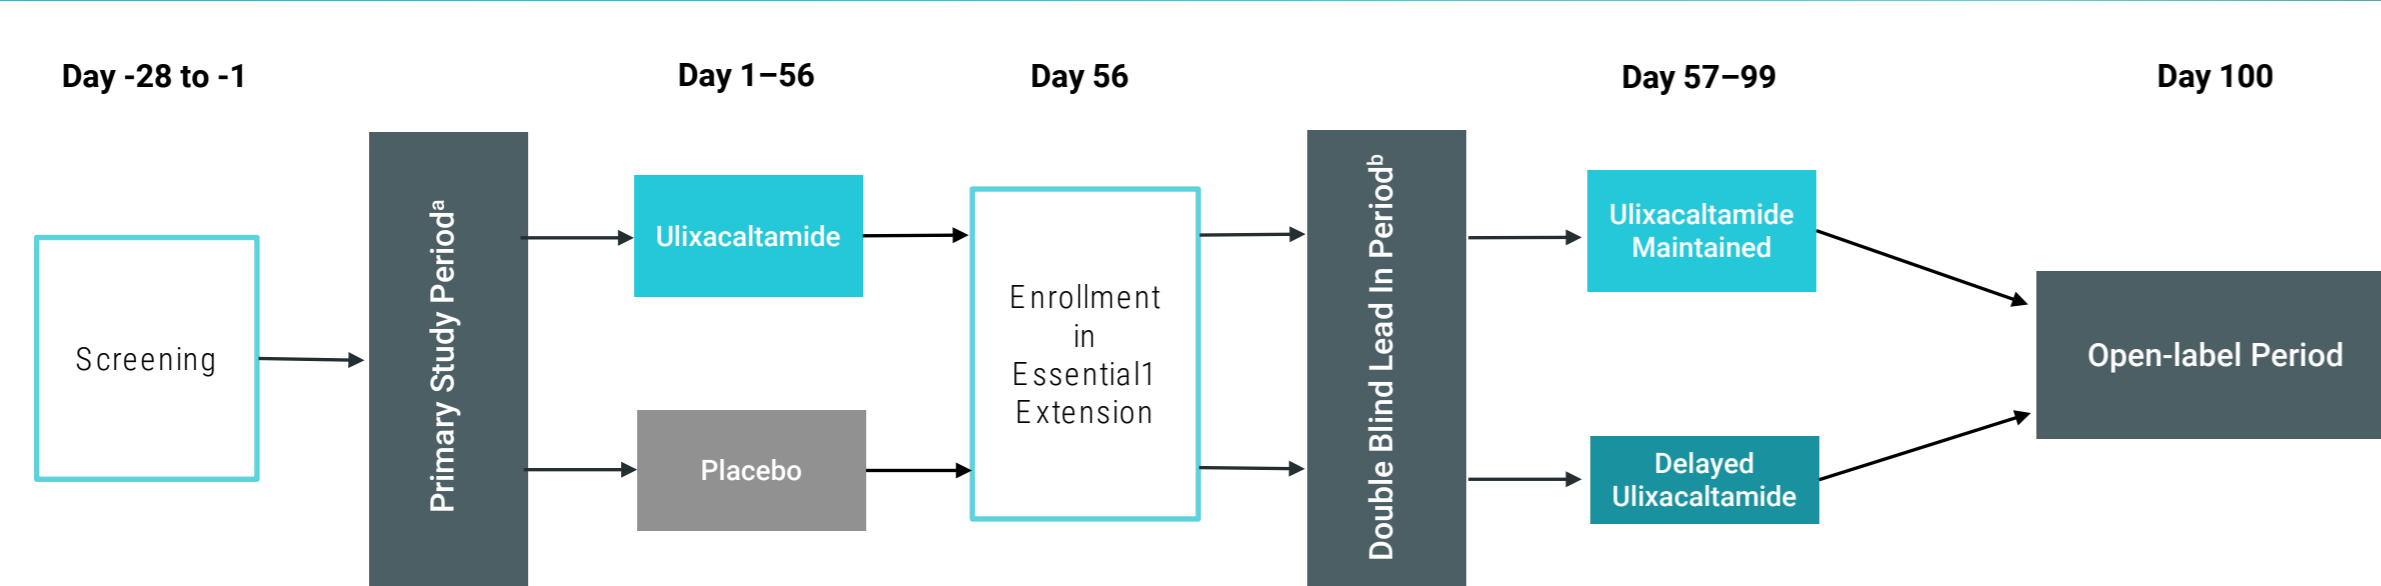 Day -28 to -1
Day 1–56
Day 56
Day 57–99
Day 100
Screening
Primary Study Periodᵃ
Ulixacaltamide
Placebo
Enrollment
in
Essential1
Extension
Double Blind Lead In Periodᵇ
Ulixacaltamide
Maintained
Delayed
Ulixacaltamide
Open-label Period